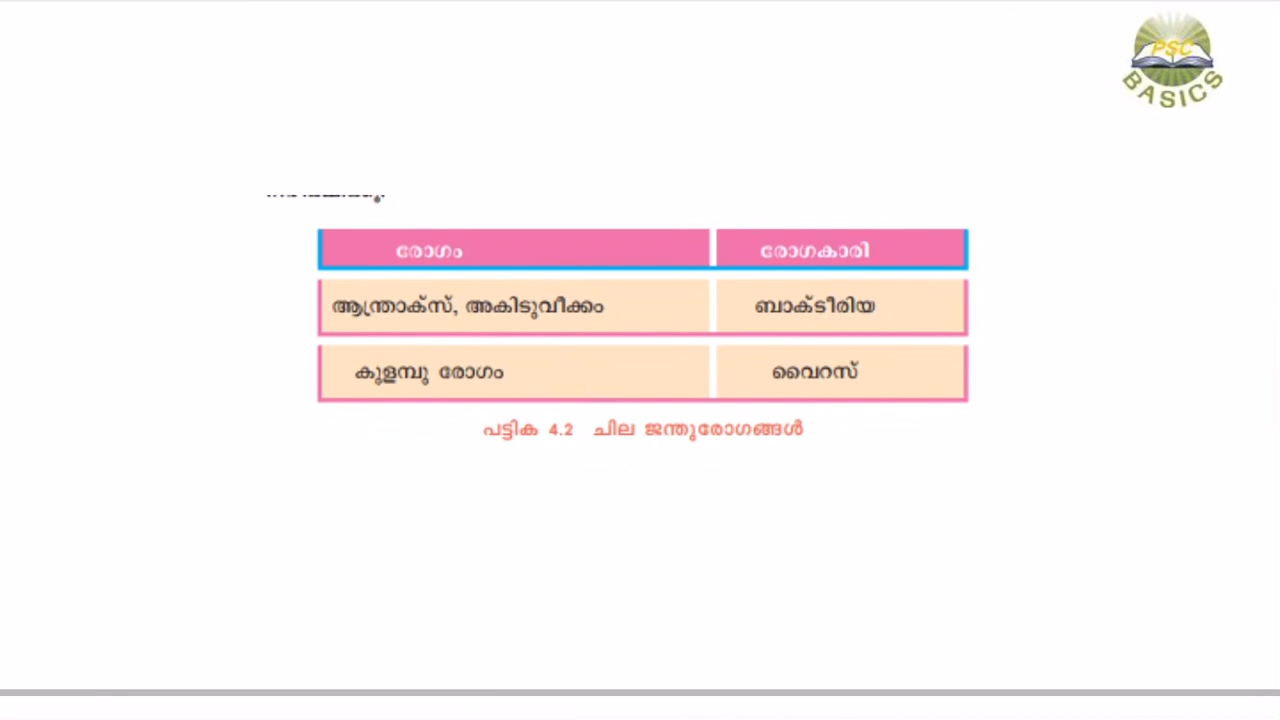 PSC
BASICS
രോഗം രോഗകാരി
ആന്ത്രാക്സ്, അകിടുവീക്കം ബാക്ടീരിയ
കുളമ്പു രോഗം വൈറസ്
പട്ടിക 4.2 ചില ജന്തുരോഗങ്ങൾ